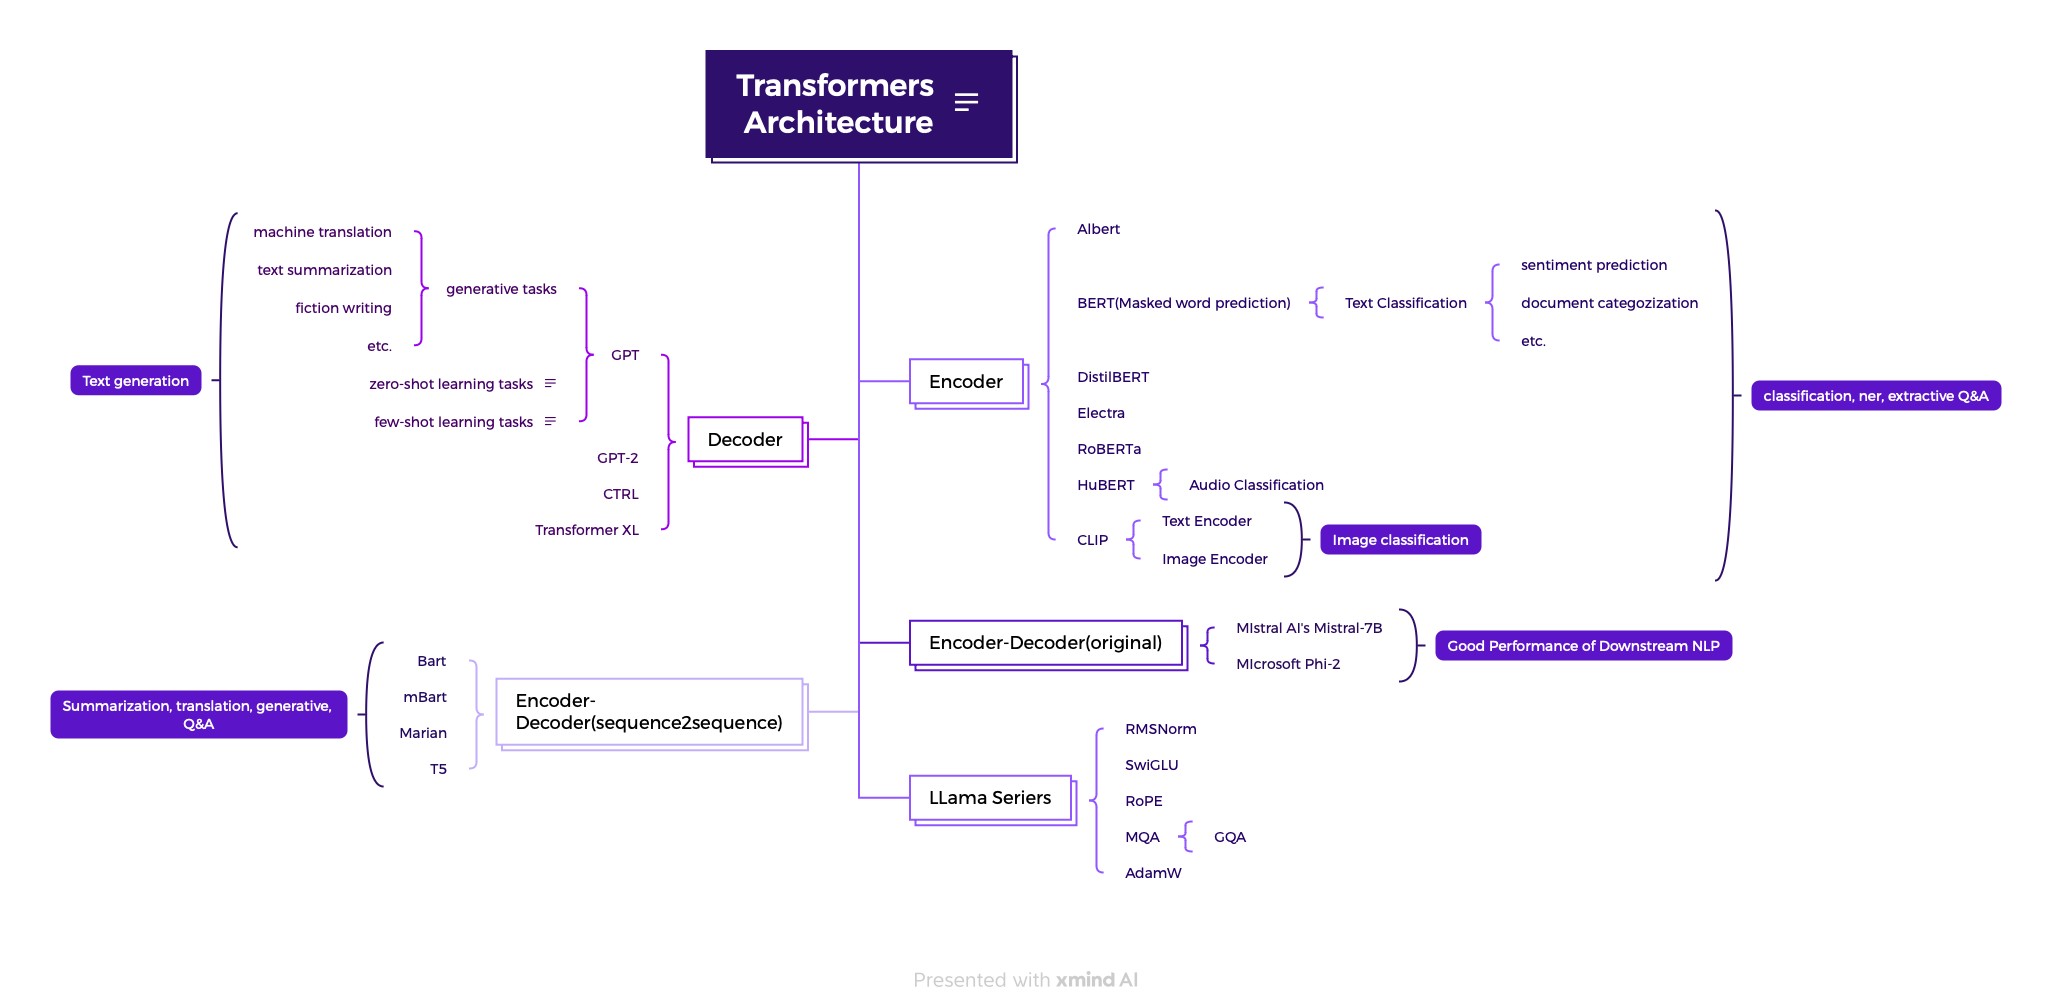 Transformers
Architecture
machine translation
text summarization
fiction writing
etc.
generative tasks
zero-shot learning tasks
few-shot learning tasks
GPT
GPT-2
CTRL
Transformer XL
Text generation
Decoder
Encoder
Albert
BERT(Masked word prediction)
Text Classification
sentiment prediction
document categozization
etc.
DistilBERT
Electra
RoBERTa
HuBERT
Audio Classification
CLIP
Text Encoder
Image Encoder
Image classification
classification, ner, extractive Q&A
Encoder-Decoder(original)
MIstral AI's Mistral-7B
MIcrosoft Phi-2
Good Performance of Downstream NLP
Encoder-
Decoder(sequence2sequence)
Bart
mBart
Marian
T5
Summarization, translation, generative,
Q&A
LLama Seriers
RMSNorm
SwiGLU
RoPE
MQA
GQA
AdamW
Presented with xmind AI